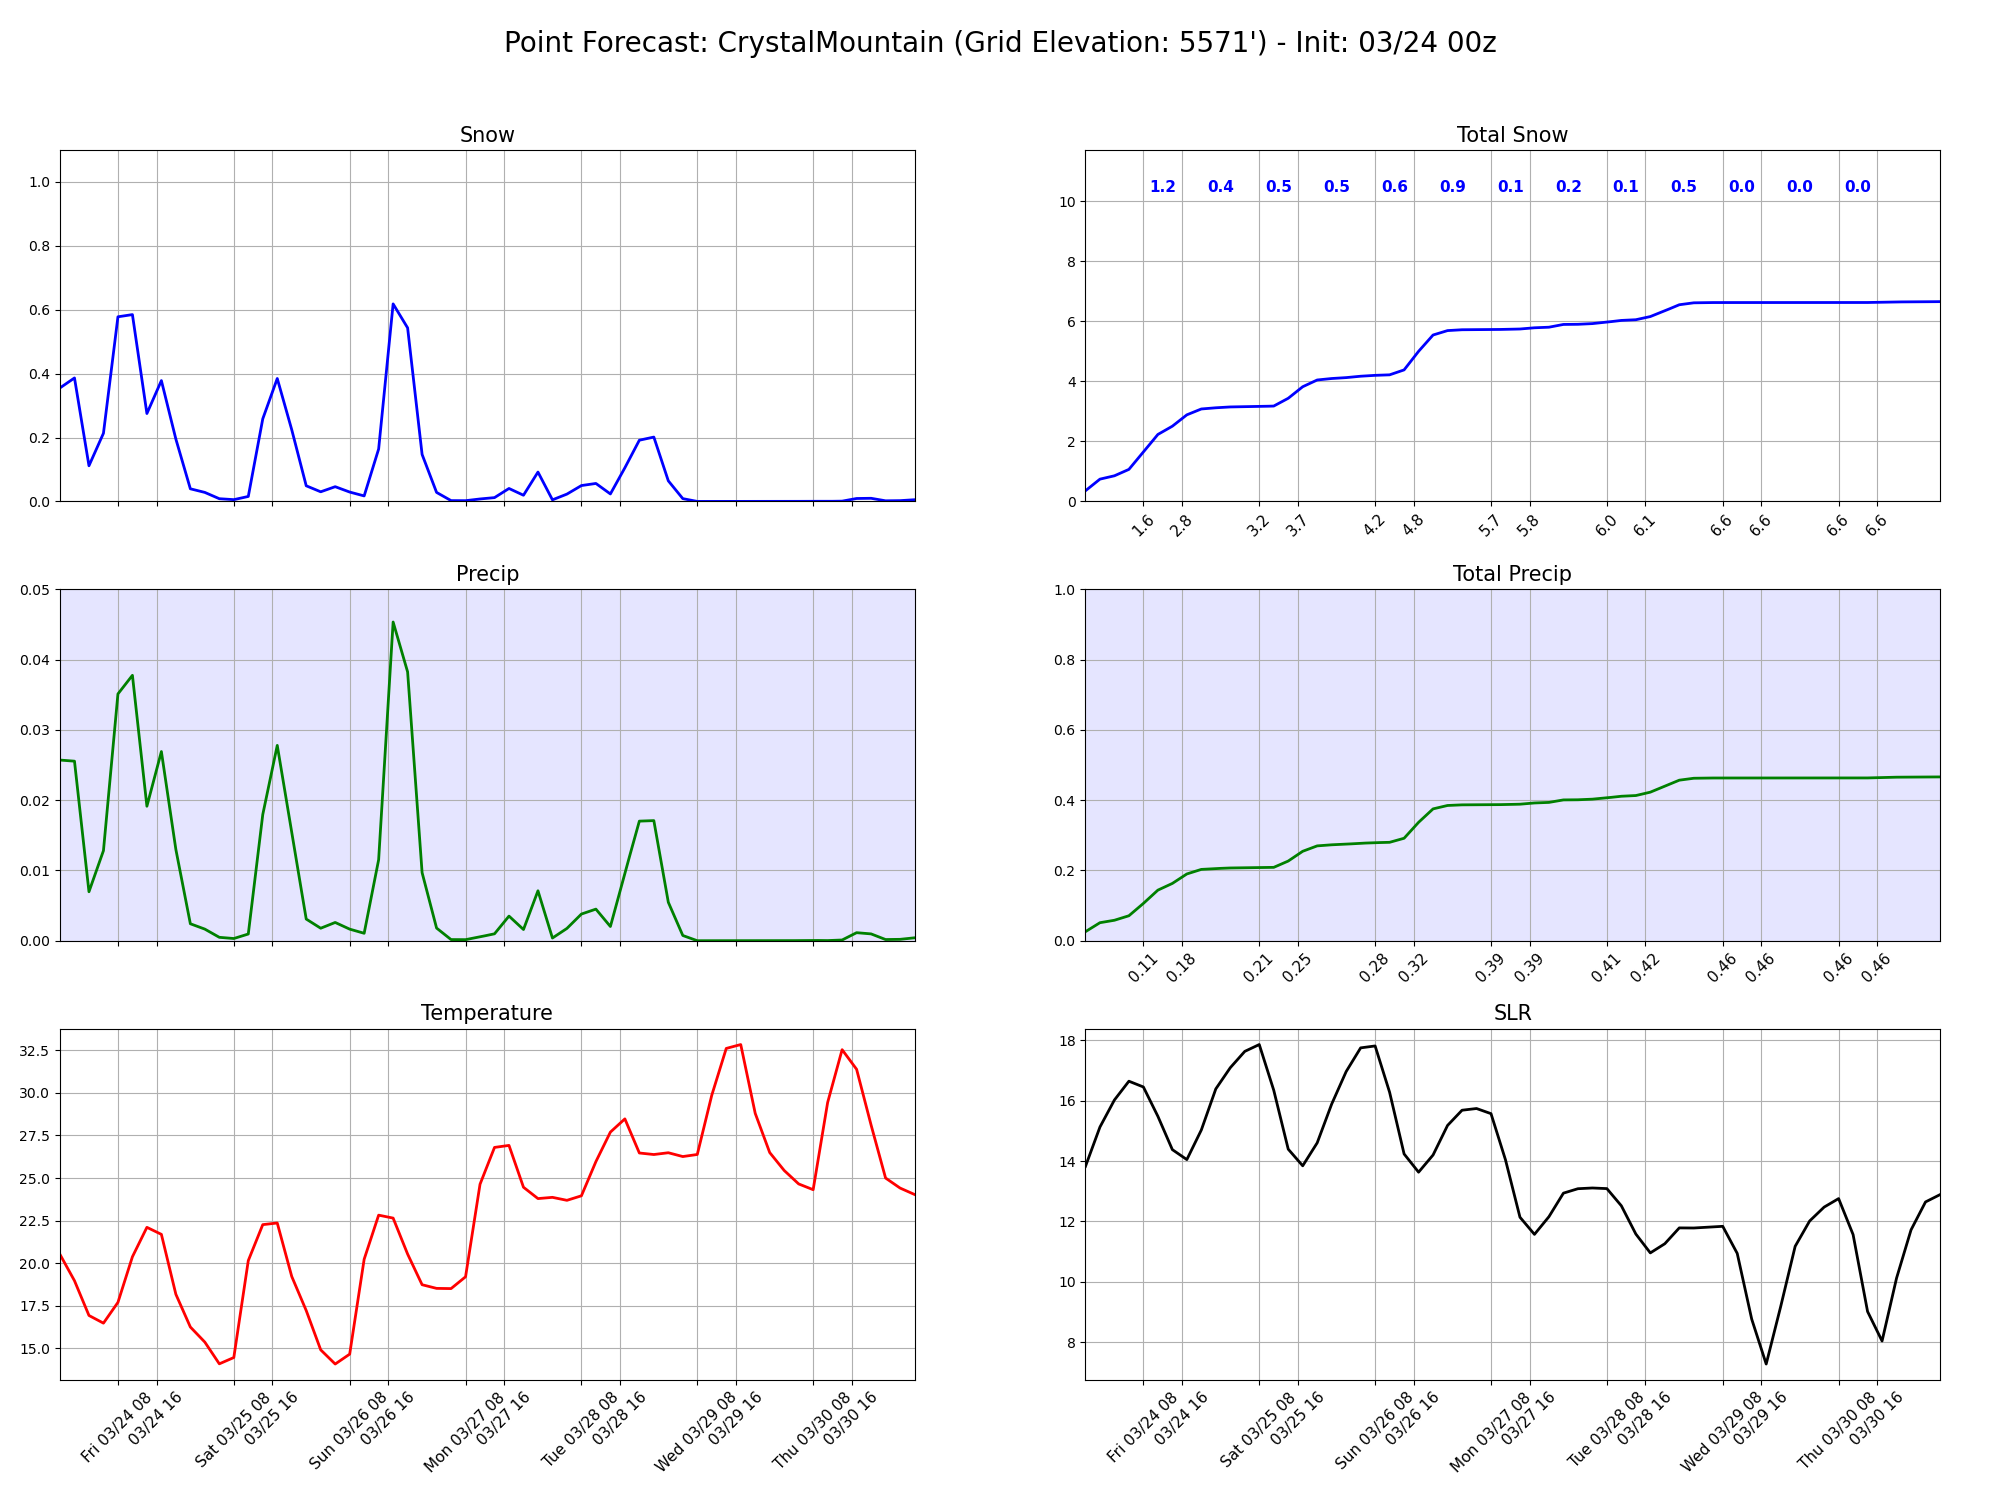 Point Forecast: CrystalMountain (Grid Elevation: 5571') - Init: 03/24 00z
Snow
1.0
0.8
0.6
0.4
0.2
0.0
Total Snow
1.2 0.4 0.5 0.5 0.6 0.9 0.1 0.2 0.1 0.5 0.0 0.0 0.0
10
8
6
4
2
0
1.6 2.8 3.2 3.7 4.2 4.8 5.7 5.8 6.0 6.1 6.6 6.6 6.6 6.6
Precip
0.05
0.04
0.03
0.02
0.01
0.00
Total Precip
1.0
0.8
0.6
0.4
0.2
0.0
0.11 0.18 0.21 0.25 0.28 0.32 0.39 0.39 0.41 0.42 0.46 0.46 0.46 0.46
Temperature
32.5
30.0
27.5
25.0
22.5
20.0
17.5
15.0
Fri 03/24 08
03/24 16
Sat 03/25 08
03/25 16
Sun 03/26 08
03/26 16
Mon 03/27 08
03/27 16
Tue 03/28 08
03/28 16
Wed 03/29 08
03/29 16
Thu 03/30 08
03/30 16
SLR
18
16
14
12
10
8
Fri 03/24 08
03/24 16
Sat 03/25 08
03/25 16
Sun 03/26 08
03/26 16
Mon 03/27 08
03/27 16
Tue 03/28 08
03/28 16
Wed 03/29 08
03/29 16
Thu 03/30 08
03/30 16